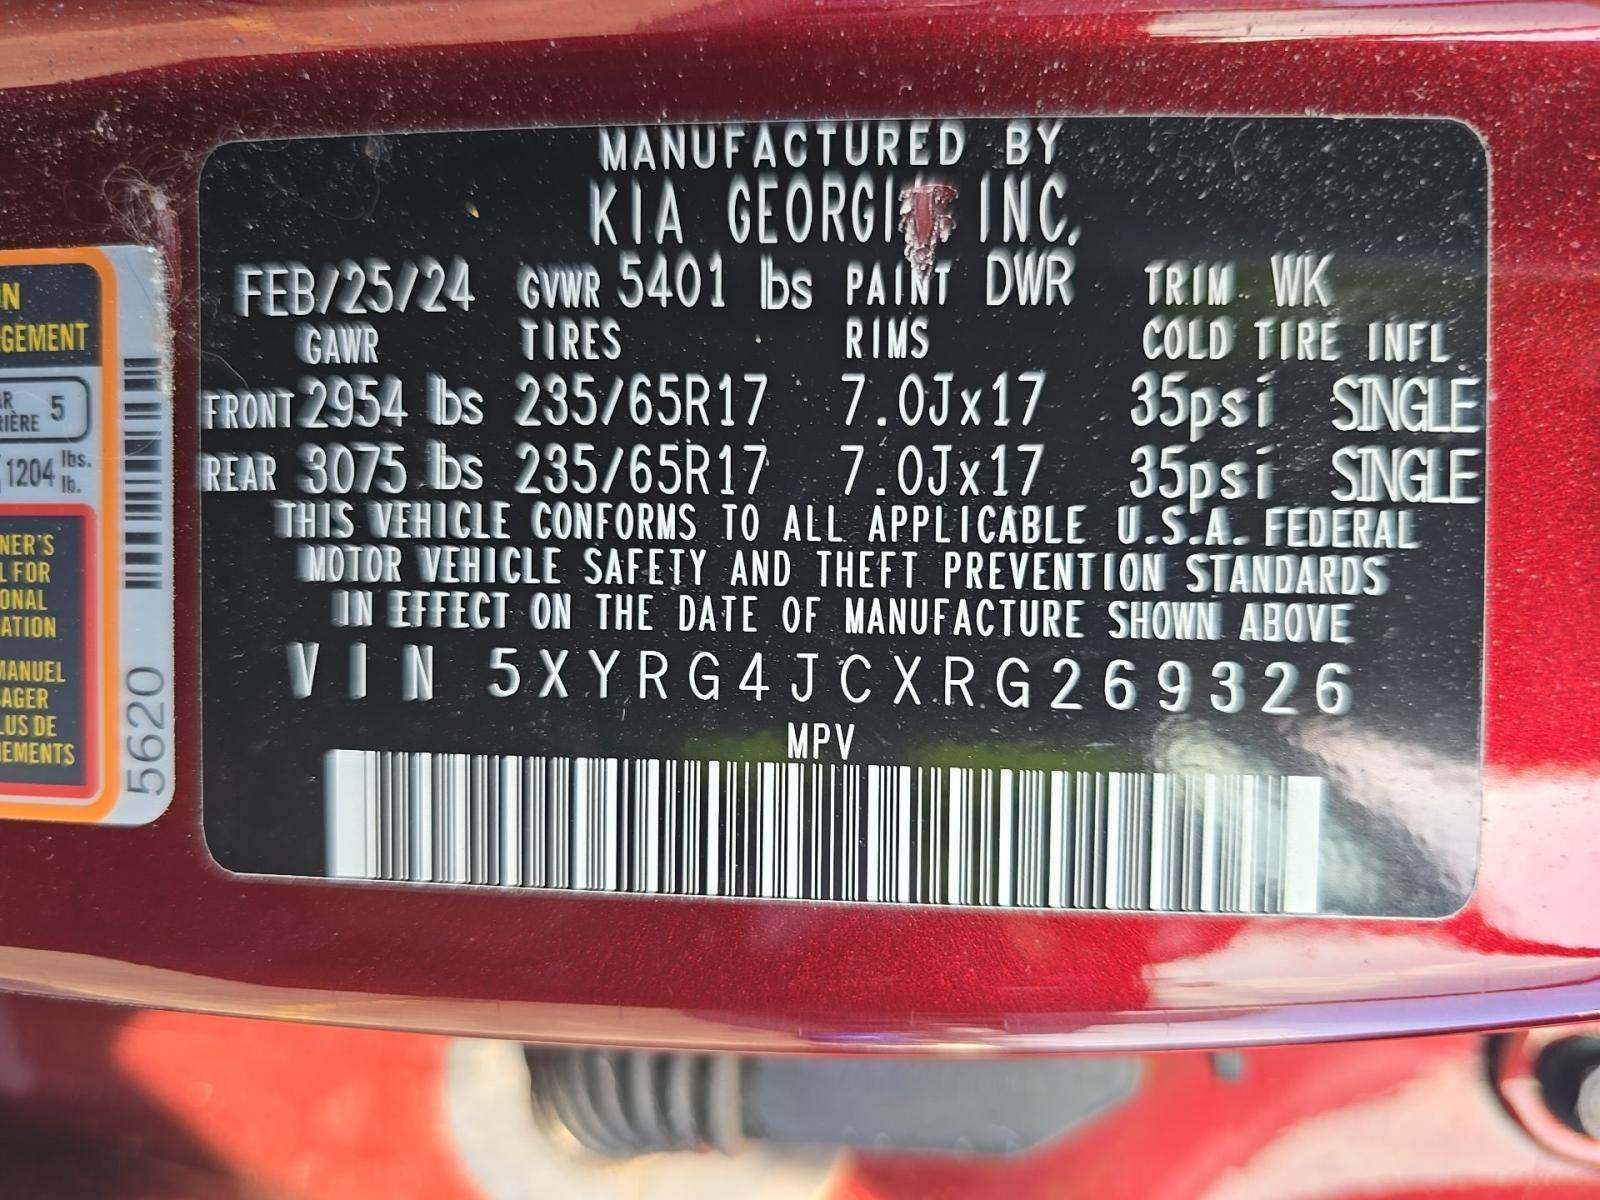 MANUFACTURED BY
KIA GEORGIA INC.
FEB/25/24 GVWR 5401 lbs PAINT DWR TRIM WK
GAWR TIRES RIMS COLD TIRE INFL
FRONT 2954 lbs 235/65R17 7.0Jx17 35psi SINGLE
REAR 3075 lbs 235/65R17 7.0Jx17 35psi SINGLE
THIS VEHICLE CONFORMS TO ALL APPLICABLE U.S.A. FEDERAL
MOTOR VEHICLE SAFETY AND THEFT PREVENTION STANDARDS
IN EFFECT ON THE DATE OF MANUFACTURE SHOWN ABOVE
VIN 5XYRG4JCXRG269326
MPV
GEMENT
5
1204 lbs.
lb.
NER'S
L FOR
ONAL
ATION
MANUEL
AGER
LUS DE
EMENTS
5620